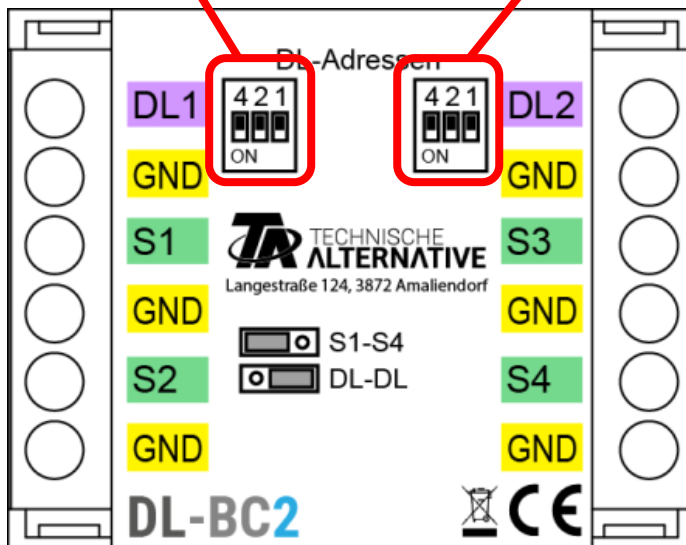 DL-Adressen
DL1
4 2 1
ON
4 2 1
ON
DL2
GND
GND
S1
TA TECHNISCHE
ALTERNATIVE
S3
Langestraße 124, 3872 Amaliendorf
GND
GND
S1-S4
S2
DL-DL
S4
GND
GND
DL-BC2
CE